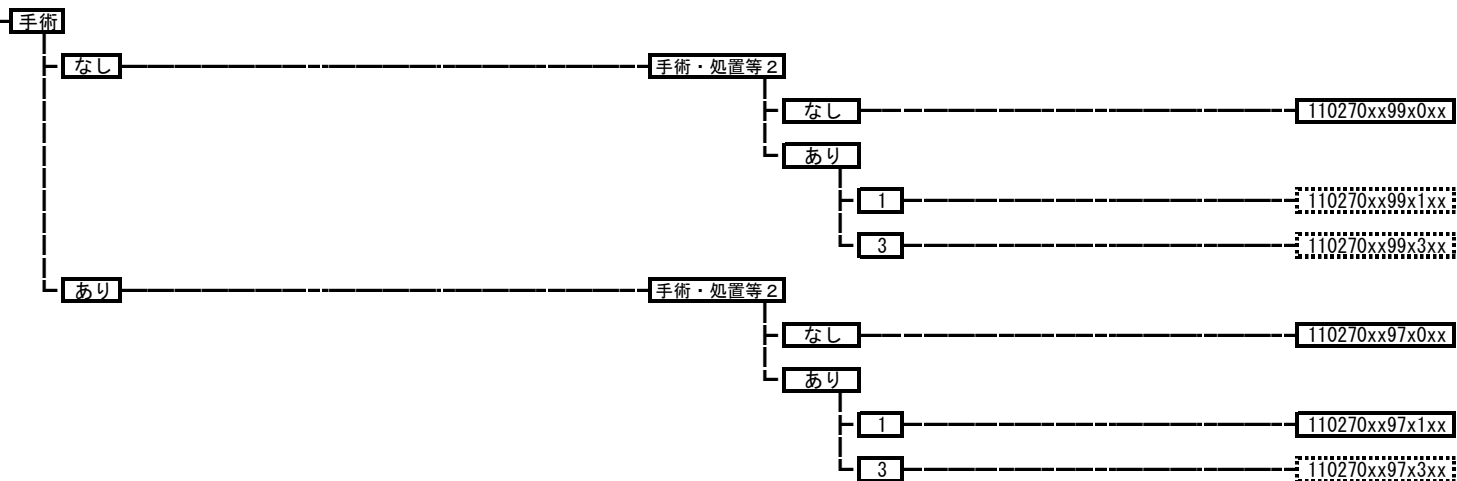 手術
なし 手術・処置等2
なし 110270xx99x0xx
あり
1 110270xx99x1xx
3 110270xx99x3xx
あり 手術・処置等2
なし 110270xx97x0xx
あり
1 110270xx97x1xx
3 110270xx97x3xx